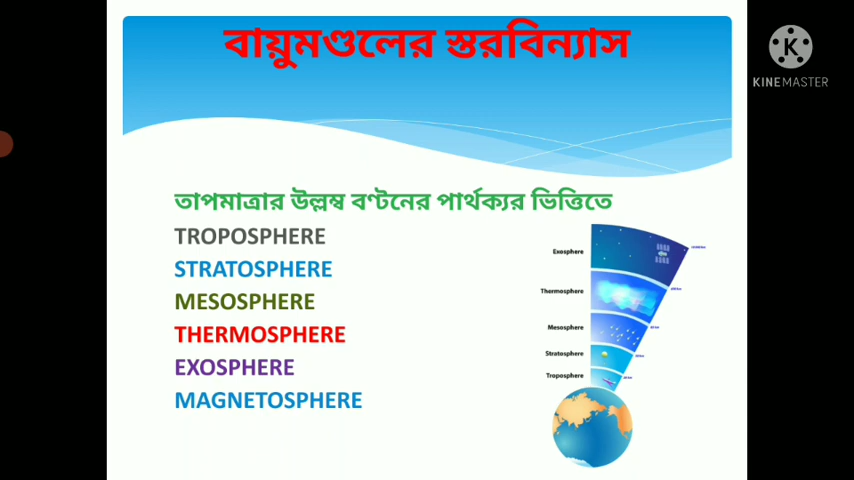 বায়ুমণ্ডলের স্তরবিন্যাস
KINEMASTER
তাপমাত্রার উল্লম্ব বণ্টনের পার্থক্যর ভিত্তিতে
TROPOSPHERE
STRATOSPHERE
MESOSPHERE
THERMOSPHERE
EXOSPHERE
MAGNETOSPHERE
Exosphere
Thermosphere
Mesosphere
Stratosphere
Troposphere